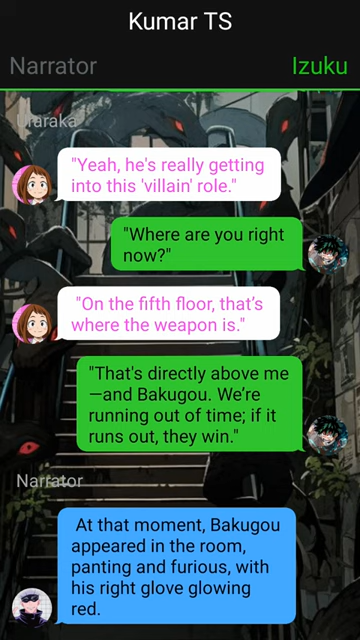 Kumar TS
Narrator
Izuku
Uraraka
"Yeah, he's really getting
into this 'villain' role."
"Where are you right
now?"
"On the fifth floor, that’s
where the weapon is."
"That's directly above me
—and Bakugou. We’re
running out of time; if it
runs out, they win."
Narrator
At that moment, Bakugou
appeared in the room,
panting and furious, with
his right glove glowing
red.